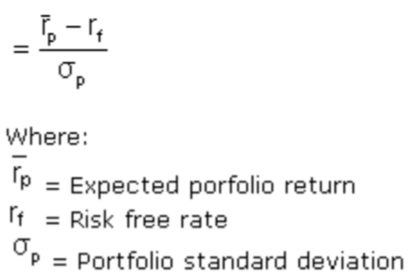 = r̄p − rf
σp
Where:
r̄p = Expected porfolio return
rf = Risk free rate
σp = Portfolio standard deviation